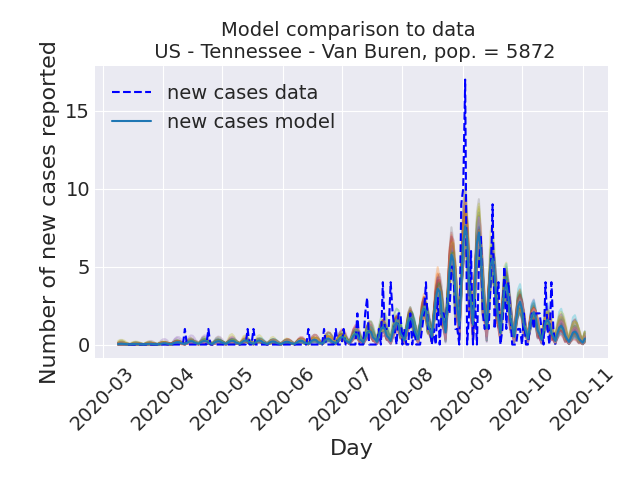 Model comparison to data
US - Tennessee - Van Buren, pop. = 5872
new cases data
new cases model
Number of new cases reported
15
10
5
0
2020-03
2020-04
2020-05
2020-06
2020-07
2020-08
2020-09
2020-10
2020-11
Day